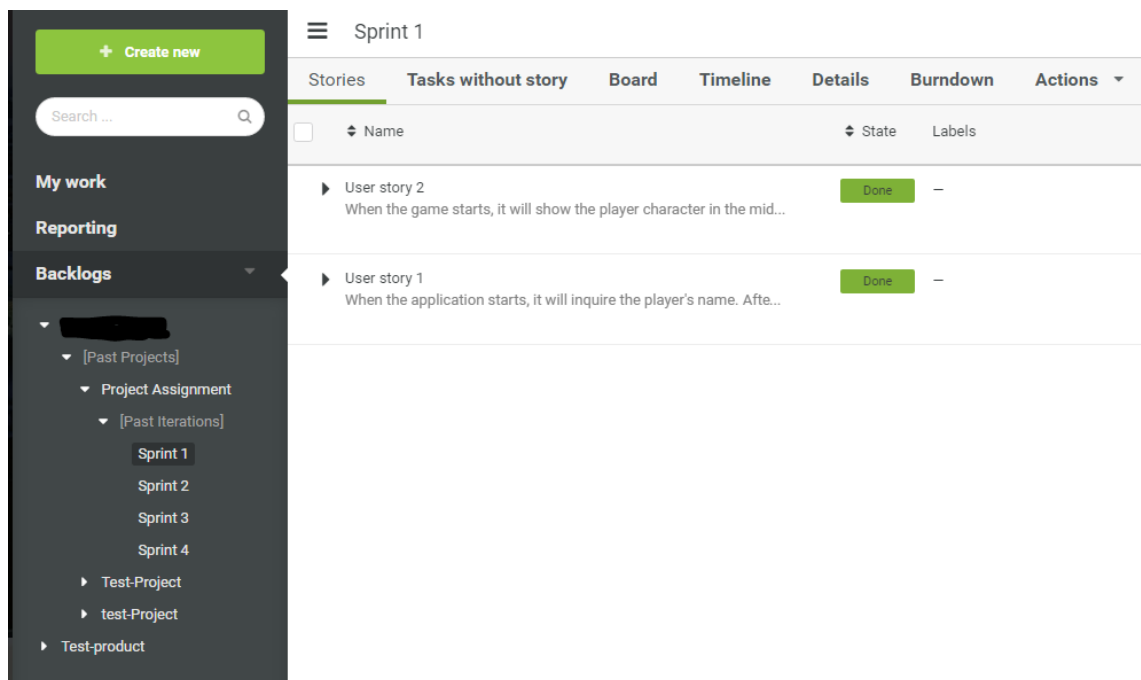 Create new
Search ...
My work
Reporting
Backlogs
[Past Projects]
Project Assignment
[Past Iterations]
Sprint 1
Sprint 2
Sprint 3
Sprint 4
Test-Project
test-Project
Test-product
Sprint 1
Stories Tasks without story Board Timeline Details Burndown Actions
Name State Labels
User story 2 Done –
When the game starts, it will show the player character in the mid...
User story 1 Done –
When the application starts, it will inquire the player's name. Afte...